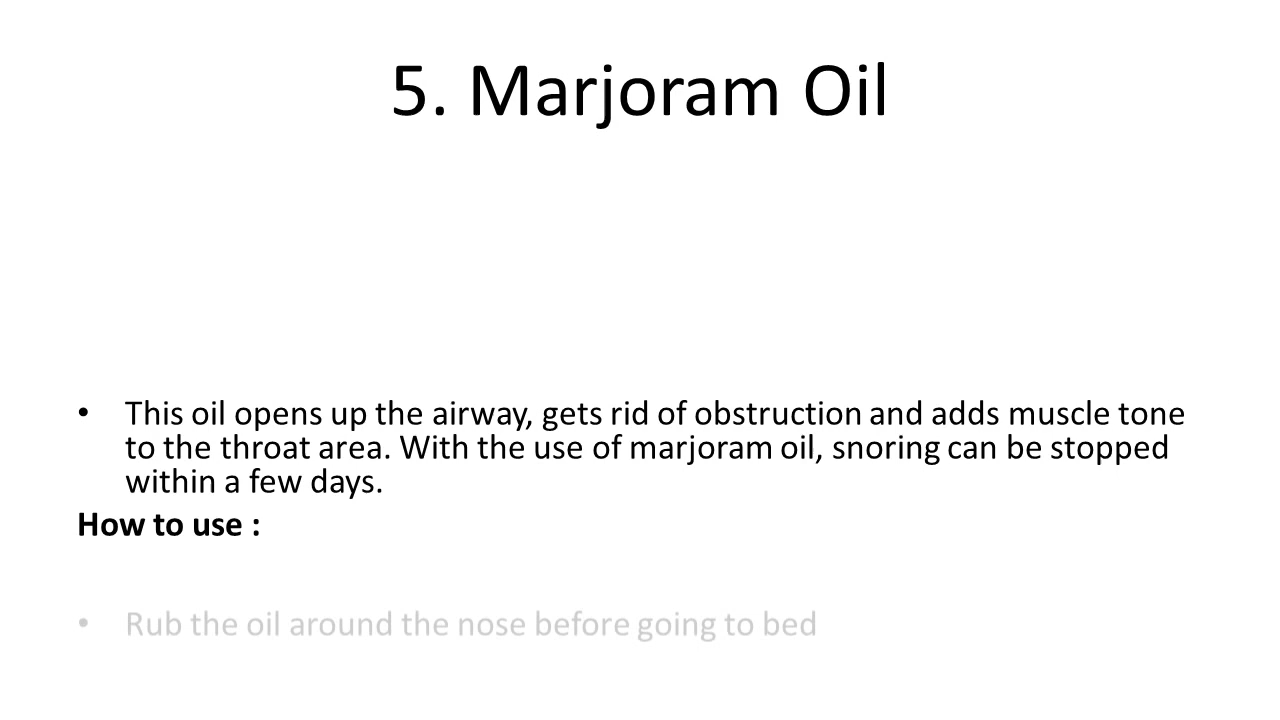 5. Marjoram Oil
• This oil opens up the airway, gets rid of obstruction and adds muscle tone
to the throat area. With the use of marjoram oil, snoring can be stopped
within a few days.
How to use :
• Rub the oil around the nose before going to bed